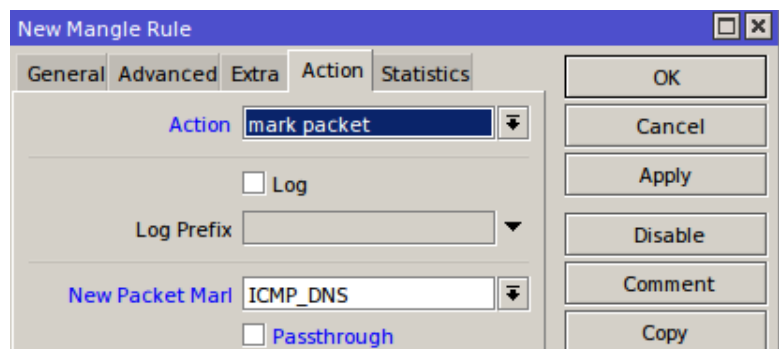 New Mangle Rule
General Advanced Extra Action Statistics
OK
Action mark packet
Cancel
Log
Apply
Log Prefix
Disable
New Packet Marl ICMP_DNS
Comment
Passthrough
Copy